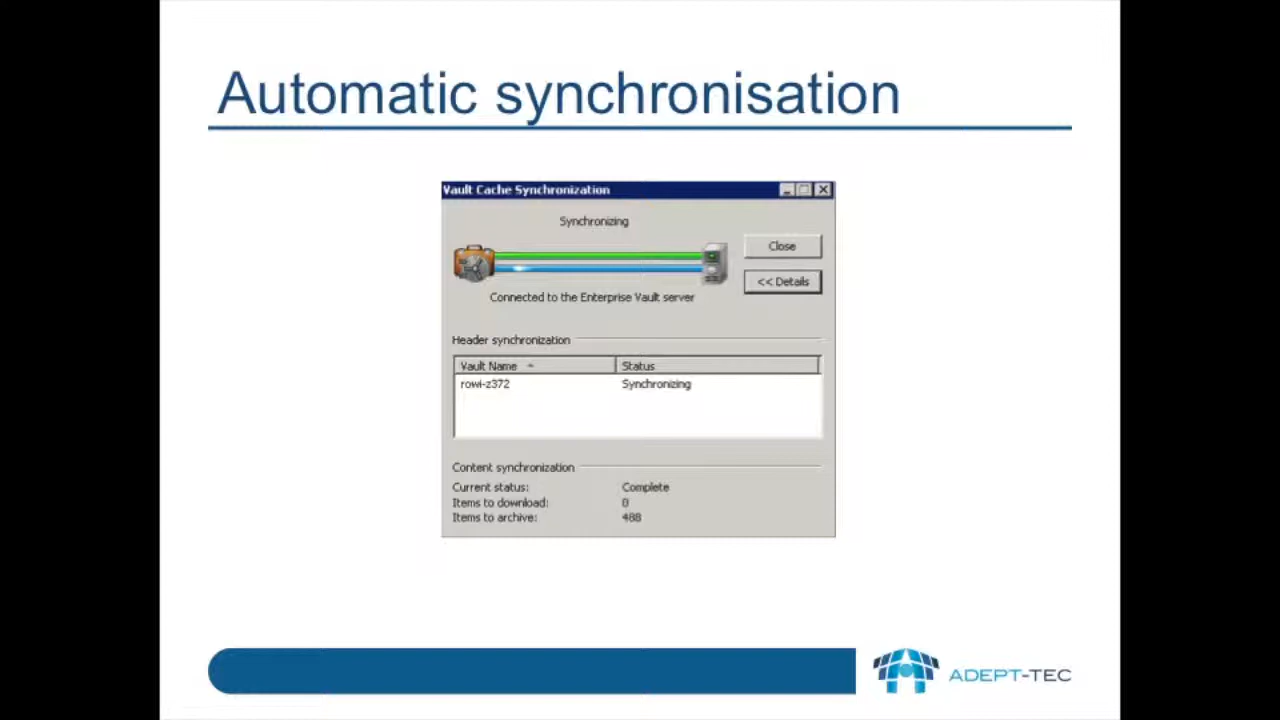 Automatic synchronisation
Vault Cache Synchronization
Synchronizing
Close
<< Details
Connected to the Enterprise Vault server
Header synchronization
Vault Name Status
rowi-z372 Synchronizing
Content synchronization
Current status: Complete
Items to download: 0
Items to archive: 488
ADEPT-TEC